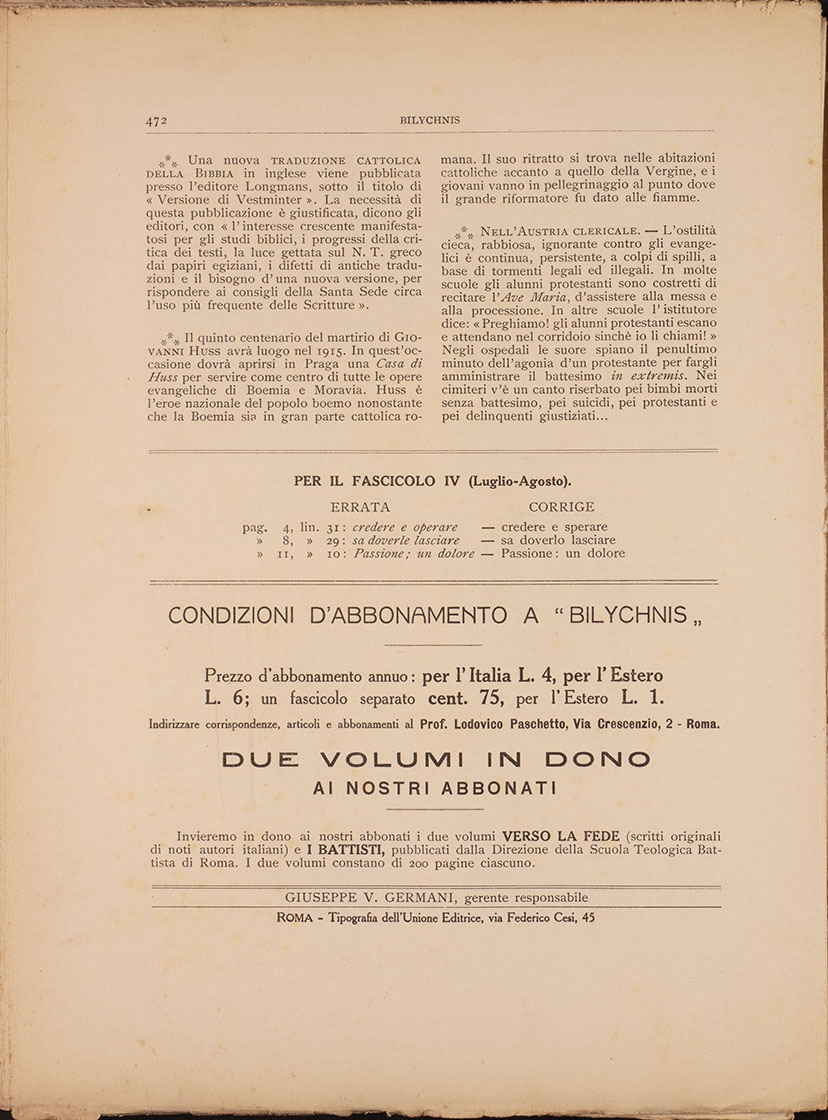 472
BILYCHNIS
⁂ Una nuova TRADUZIONE CATTOLICA
DELLA BIBBIA in inglese viene pubblicata
presso l'editore Longmans, sotto il titolo di
« Versione di Vestminter ». La necessità di
questa pubblicazione è giustificata, dicono gli
editori, con « l'interesse crescente manifesta-
tosi per gli studi biblici, i progressi della cri-
tica dei testi, la luce gettata sul N. T. greco
dai papiri egiziani, i difetti di antiche tradu-
zioni e il bisogno d'una nuova versione, per
rispondere ai consigli della Santa Sede circa
l'uso più frequente delle Scritture ».
⁂ Il quinto centenario del martirio di GIO-
VANNI HUSS avrà luogo nel 1915. In quest'oc-
casione dovrà aprirsi in Praga una Casa di
Huss per servire come centro di tutte le opere
evangeliche di Boemia e Moravia. Huss è
l'eroe nazionale del popolo boemo nonostante
che la Boemia sia in gran parte cattolica ro-
mana. Il suo ritratto si trova nelle abitazioni
cattoliche accanto a quello della Vergine, e i
giovani vanno in pellegrinaggio al punto dove
il grande riformatore fu dato alle fiamme.
⁂ NELL'AUSTRIA CLERICALE. — L'ostilità
cieca, rabbiosa, ignorante contro gli evange-
lici è continua, persistente, a colpi di spilli, a
base di tormenti legali ed illegali. In molte
scuole gli alunni protestanti sono costretti di
recitare l'Ave Maria, d'assistere alla messa e
alla processione. In altre scuole l'istitutore
dice: « Preghiamo! gli alunni protestanti escano
e attendano nel corridoio sinchè io li chiami! »
Negli ospedali le suore spiano il penultimo
minuto dell'agonia d'un protestante per fargli
amministrare il battesimo in extremis. Nei
cimiteri v'è un canto riserbato pei bimbi morti
senza battesimo, pei suicidi, pei protestanti e
pei delinquenti giustiziati...
PER IL FASCICOLO IV (Luglio-Agosto).
ERRATA CORRIGE
pag. 4, lin. 31: credere e operare — credere e sperare
» 8, » 29: sa doverle lasciare — sa doverlo lasciare
» 11, » 10: Passione; un dolore — Passione: un dolore
CONDIZIONI D'ABBONAMENTO A “ BILYCHNIS „
Prezzo d'abbonamento annuo: per l'Italia L. 4, per l'Estero
L. 6; un fascicolo separato cent. 75, per l'Estero L. 1.
Indirizzare corrispondenze, articoli e abbonamenti al Prof. Lodovico Paschetto, Via Crescenzio, 2 - Roma.
DUE VOLUMI IN DONO
AI NOSTRI ABBONATI
Invieremo in dono ai nostri abbonati i due volumi VERSO LA FEDE (scritti originali
di noti autori italiani) e I BATTISTI, pubblicati dalla Direzione della Scuola Teologica Bat-
tista di Roma. I due volumi constano di 200 pagine ciascuno.
GIUSEPPE V. GERMANI, gerente responsabile
ROMA - Tipografia dell'Unione Editrice, via Federico Cesi, 45